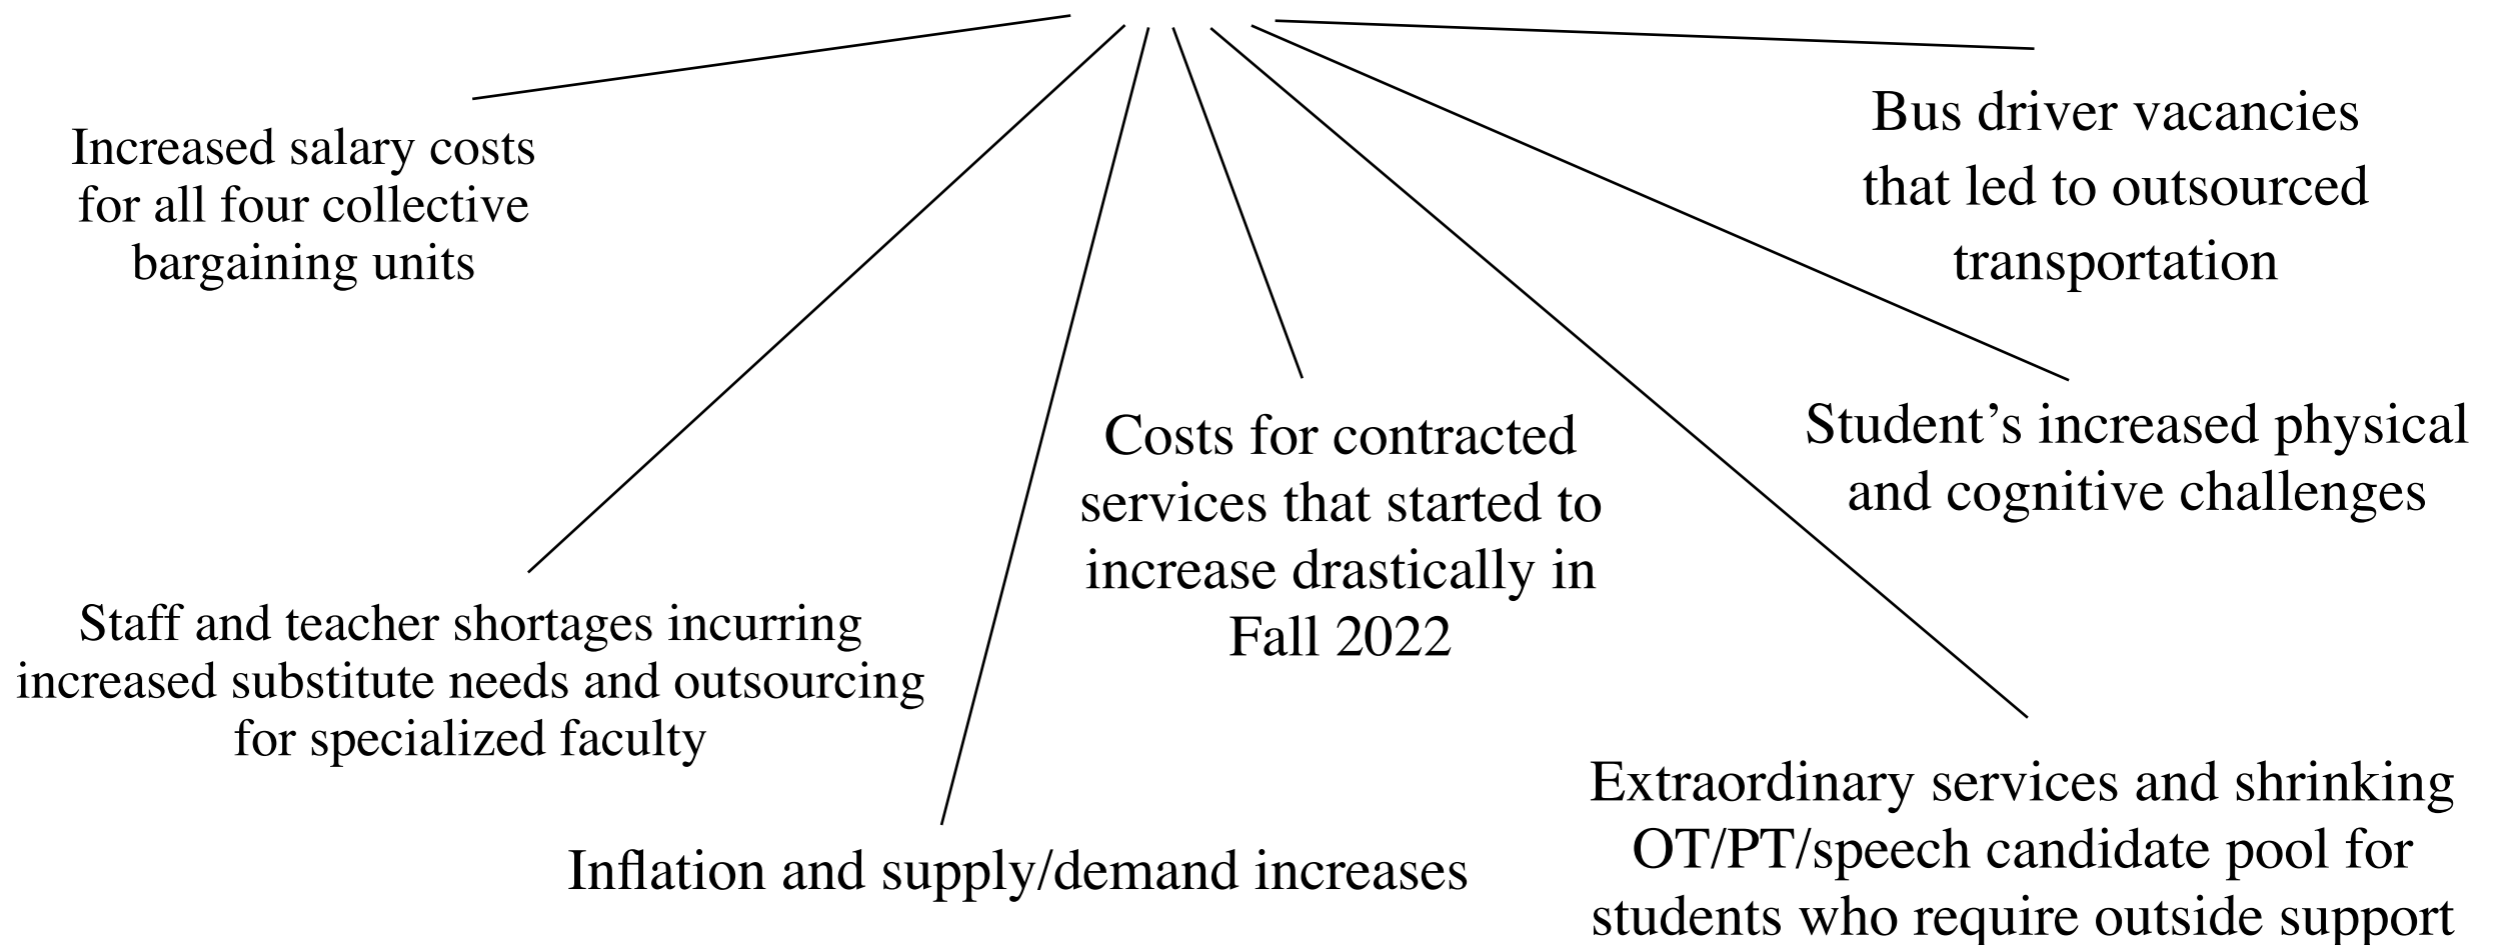 Increased salary costs
for all four collective
bargaining units
Bus driver vacancies
that led to outsourced
transportation
Costs for contracted
services that started to
increase drastically in
Fall 2022
Student’s increased physical
and cognitive challenges
Staff and teacher shortages incurring
increased substitute needs and outsourcing
for specialized faculty
Inflation and supply/demand increases
Extraordinary services and shrinking
OT/PT/speech candidate pool for
students who require outside support